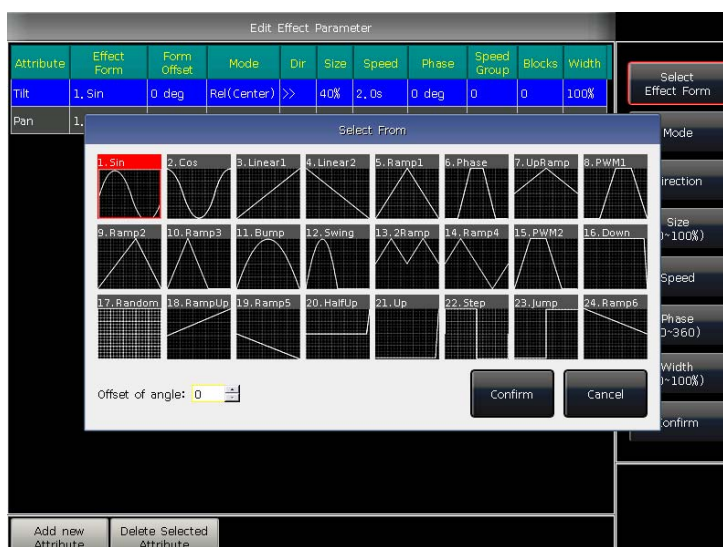 Edit Effect Parameter
Attribute Effect Form Form Offset Mode Dir Size Speed Phase Speed Group Blocks Width
Tilt 1. Sin 0 deg Rel(Center) >> 40% 2.0s 0 deg 0 0 100%
Pan 1.
Select From
1.Sin 2.Cos 3.Linear1 4.Linear2 5.Ramp1 6.Phase 7.UpRamp 8.PWM1
9.Ramp2 10.Ramp3 11.Bump 12.Swing 13.2Ramp 14.Ramp4 15.PWM2 16.Down
17.Random 18.RampUp 19.Ramp5 20.HalfUp 21.Up 22.Step 23.Jump 24.Ramp6
Offset of angle: 0
Confirm Cancel
Select
Effect Form
Mode
irection
Size
~100%)
Speed
Phase
~360)
Width
~100%)
onfirm
Add new
Attribute
Delete Selected
Attribute